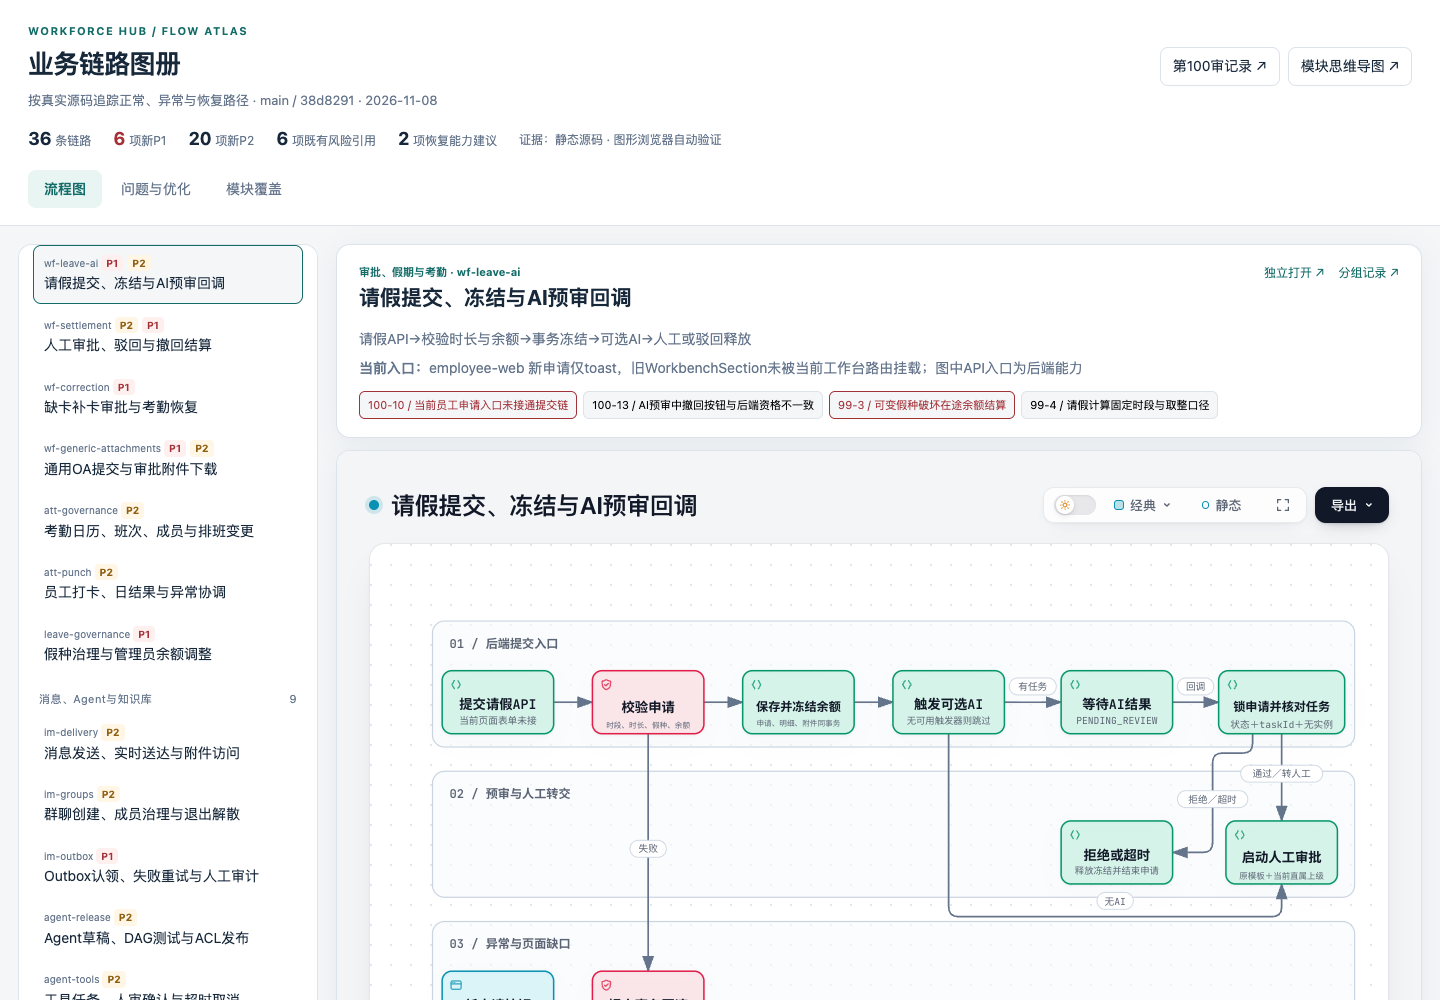 WORKFORCE HUB / FLOW ATLAS
业务链路图册
按真实源码追踪正常、异常与恢复路径 · main / 38d8291 · 2026-11-08
第100审记录 ↗
模块思维导图 ↗
36 条链路 6 项新P1 20 项新P2 6 项既有风险引用 2 项恢复能力建议 证据：静态源码 · 图形浏览器自动验证
流程图 问题与优化 模块覆盖
wf-leave-ai P1 P2
请假提交、冻结与AI预审回调
wf-settlement P2 P1
人工审批、驳回与撤回结算
wf-correction P1
缺卡补卡审批与考勤恢复
wf-generic-attachments P1 P2
通用OA提交与审批附件下载
att-governance P2
考勤日历、班次、成员与排班变更
att-punch P2
员工打卡、日结果与异常协调
leave-governance P1
假种治理与管理员余额调整
消息、Agent与知识库 9
im-delivery P2
消息发送、实时送达与附件访问
im-groups P2
群聊创建、成员治理与退出解散
im-outbox P1
Outbox认领、失败重试与人工审计
agent-release P2
Agent草稿、DAG测试与ACL发布
agent-tools P2
工具任务、人审确认与超时取消
审批、假期与考勤 · wf-leave-ai
独立打开 ↗ 分组记录 ↗
请假提交、冻结与AI预审回调
请假API→校验时长与余额→事务冻结→可选AI→人工或驳回释放
当前入口：employee-web 新申请仅toast，旧WorkbenchSection未被当前工作台路由挂载；图中API入口为后端能力
100-10 / 当前员工申请入口未接通提交链
100-13 / AI预审中撤回按钮与后端资格不一致
99-3 / 可变假种破坏在途余额结算
99-4 / 请假计算固定时段与取整口径
请假提交、冻结与AI预审回调
经典 静态 导出
01 / 后端提交入口
提交请假API
当前页面表单未接
校验申请
时段、时长、假种、余额
保存并冻结余额
申请、明细、附件同事务
触发可选AI
无可用触发器则跳过
有任务
等待AI结果
PENDING_REVIEW
回调
锁申请并核对任务
状态＋taskId＋无实例
02 / 预审与人工转交
通过／转人工
拒绝／超时
失败
拒绝或超时
释放冻结并结束申请
启动人工审批
原模板＋当前直属上级
无AI
03 / 异常与页面缺口